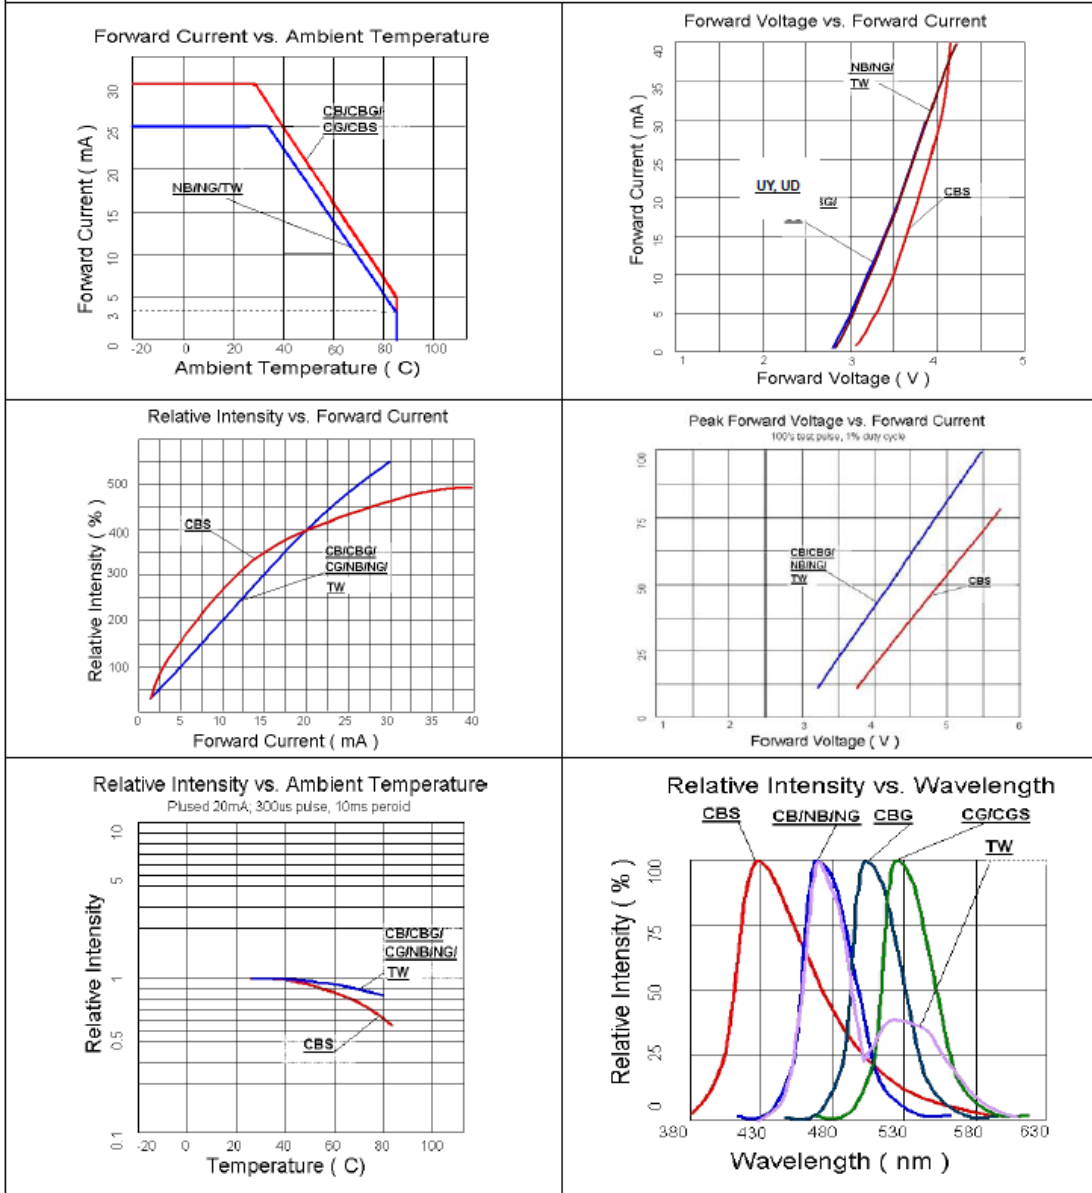 Forward Current vs. Ambient Temperature
Forward Current ( mA )
30
25
20
15
10
5
3
0
CB/CBG/
CG/CBS
NB/NG/TW
-20 0 20 40 60 80 100
Ambient Temperature ( C)
Forward Voltage vs. Forward Current
Forward Current ( mA )
40
35
30
25
20
15
10
5
0
NB/NG/
TW
UY, UD
BG/
CBS
1 2 3 4 5
Forward Voltage ( V )
Relative Intensity vs. Forward Current
Relative Intensity ( % )
500
400
300
200
100
CBS
CB/CBG/
CG/NB/NG/
TW
0 5 10 15 20 25 30 35 40
Forward Current ( mA )
Peak Forward Voltage vs. Forward Current
100's test pulse, 1% duty cycle
100
75
50
25
0
CB/CBG/
NB/NG/
TW
CBS
1 2 3 4 5 6
Forward Voltage ( V )
Relative Intensity vs. Ambient Temperature
Plused 20mA; 300us pulse, 10ms peroid
Relative Intensity
10
5
1
0.5
0.1
CB/CBG/
CG/NB/NG/
TW
CBS
-20 0 20 40 60 80 100
Temperature ( C)
Relative Intensity vs. Wavelength
CBS CB/NB/NG CBG CG/CGS
TW
Relative Intensity ( % )
100
75
50
25
0
380 430 480 530 580 630
Wavelength ( nm )